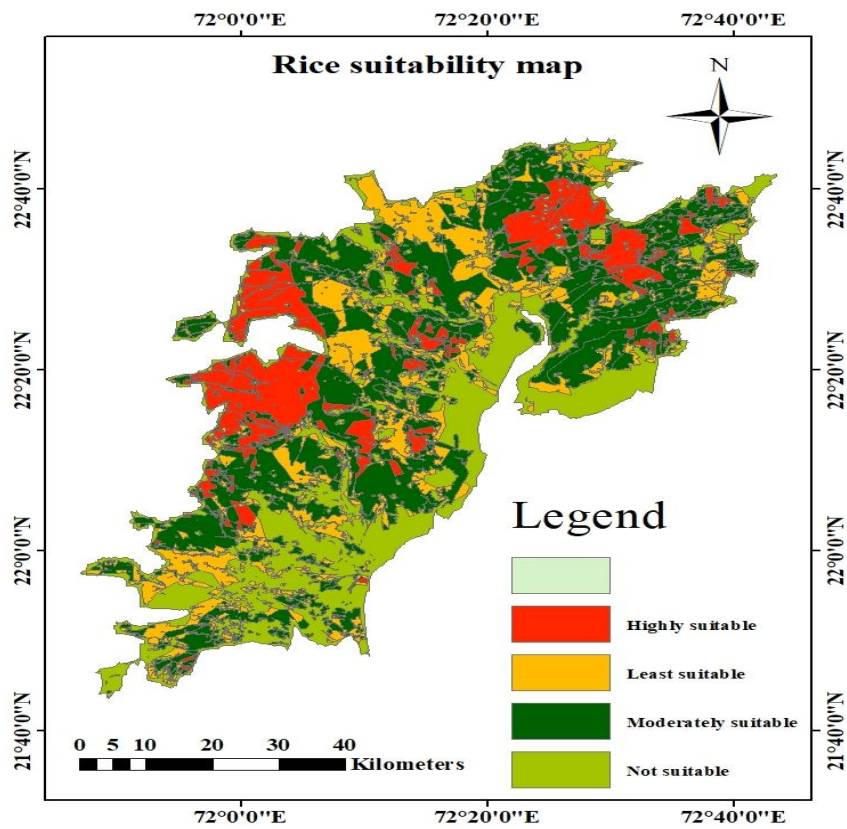 72°0'0"E 72°20'0"E 72°40'0"E
Rice suitability map
N
22°40'0"N 22°40'0"N
22°20'0"N 22°20'0"N
22°0'0"N 22°0'0"N
21°40'0"N 21°40'0"N
Legend
Highly suitable
Least suitable
Moderately suitable
Not suitable
0 5 10 20 30 40
Kilometers
72°0'0"E 72°20'0"E 72°40'0"E